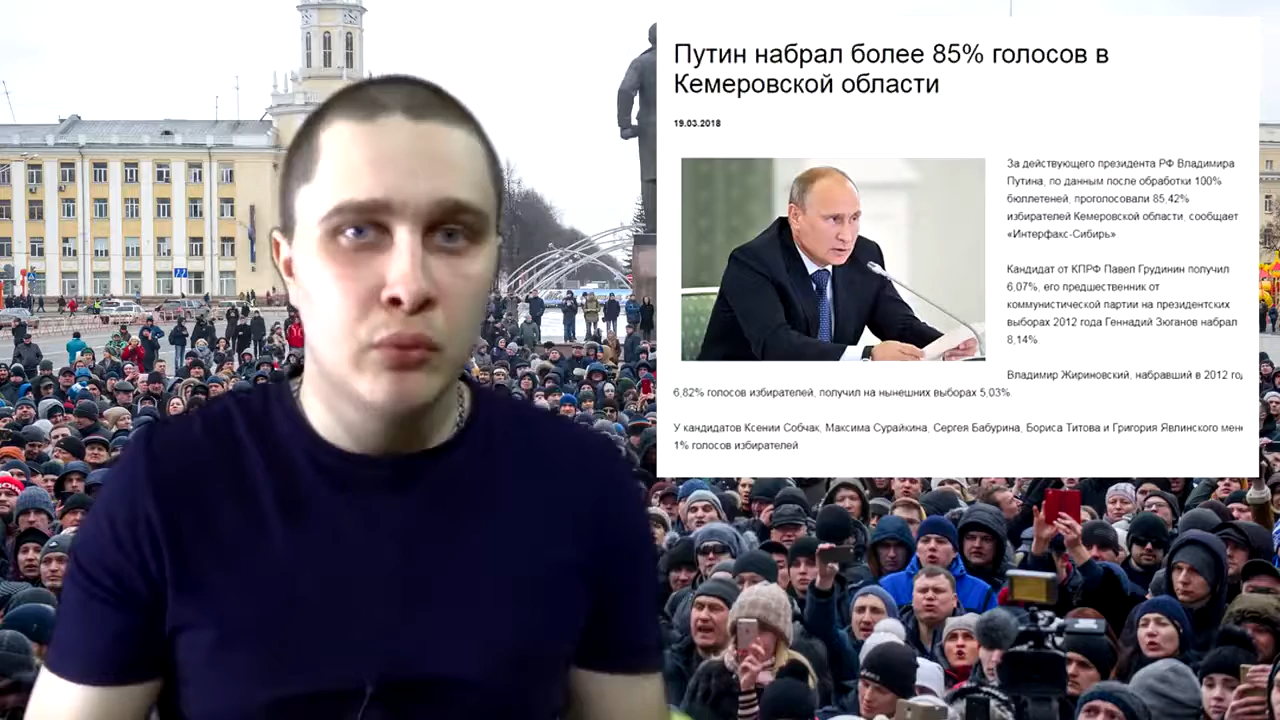 Путин набрал более 85% голосов в
Кемеровской области
19.03.2018
За действующего президента РФ Владимира
Путина, по данным после обработки 100%
бюллетеней, проголосовали 85,42%
избирателей Кемеровской области, сообщает
«Интерфакс-Сибирь»
Кандидат от КПРФ Павел Грудинин получил
6,07%, его предшественник от
коммунистической партии на президентских
выборах 2012 года Геннадий Зюганов набрал
8,14%
Владимир Жириновский, набравший в 2012
6,82% голосов избирателей, получил на нынешних выборах 5,03%
У кандидатов Ксении Собчак, Максима Сурайкина, Сергея Бабурина, Бориса Титова и Григория Явлинского
1% голосов избирателей